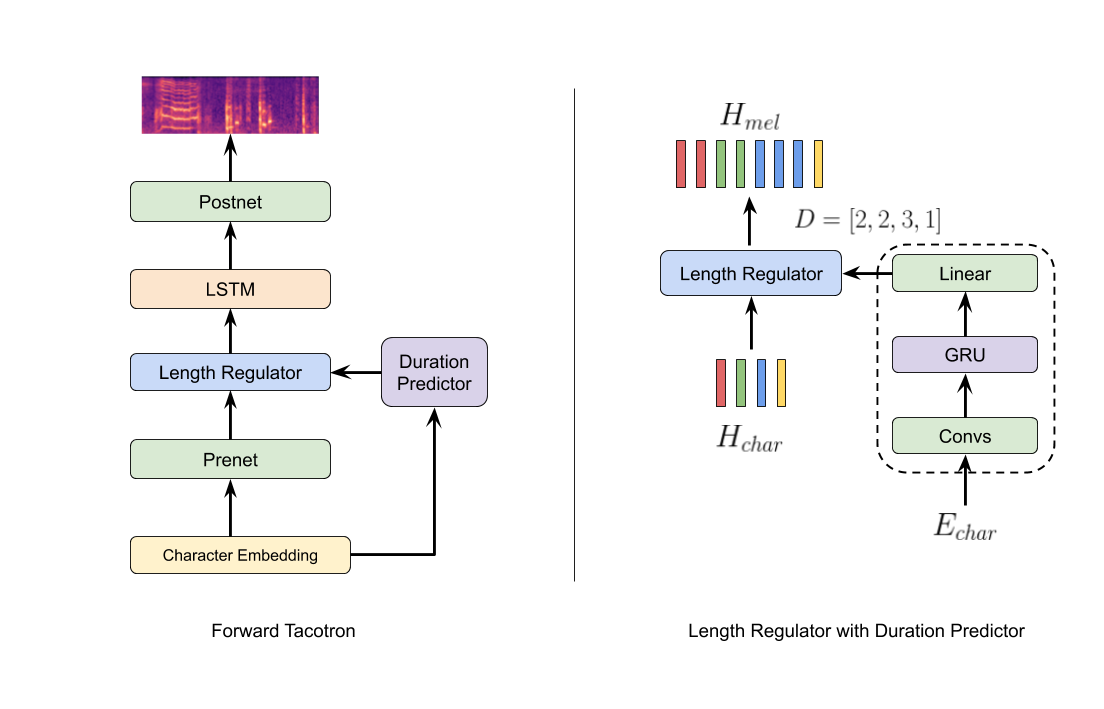 Postnet
LSTM
Length Regulator
Duration
Predictor
Prenet
Character Embedding
Forward Tacotron
H_{mel}
D = [2, 2, 3, 1]
Length Regulator
Linear
GRU
H_{char}
Convs
E_{char}
Length Regulator with Duration Predictor